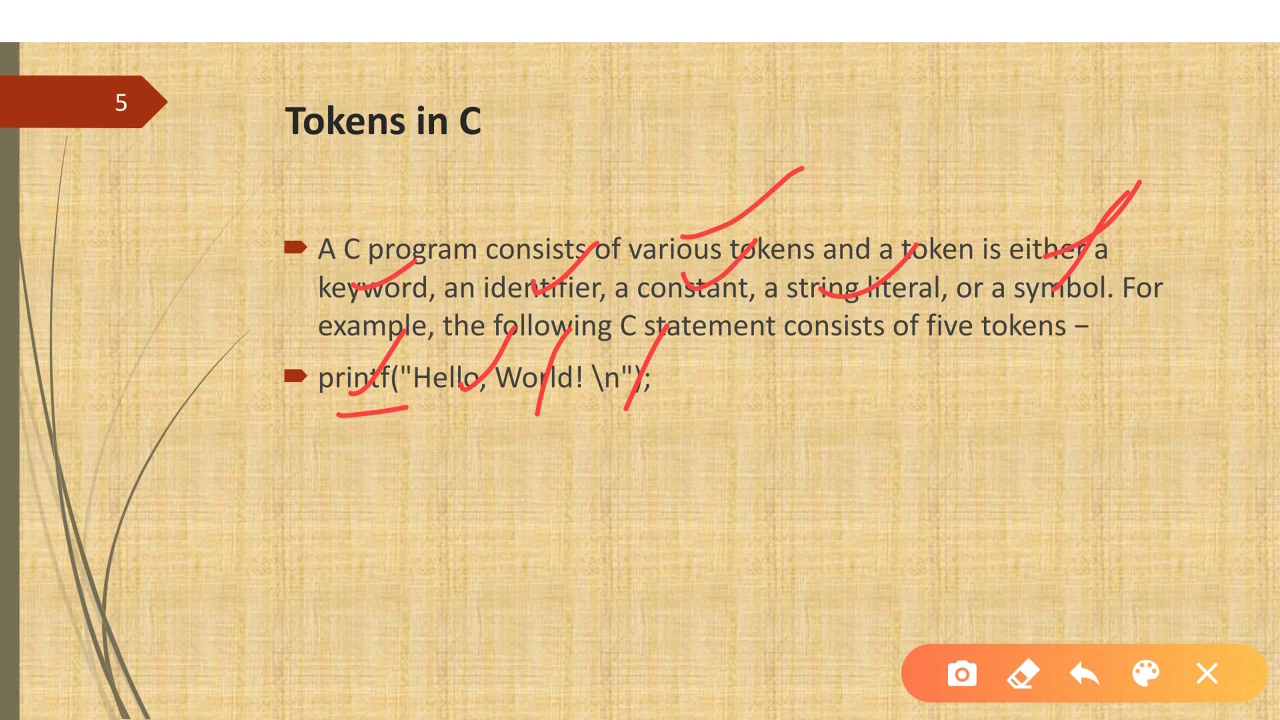 5
Tokens in C
A C program consists of various tokens and a token is either a
keyword, an identifier, a constant, a string literal, or a symbol. For
example, the following C statement consists of five tokens −
printf("Hello, World! \n");